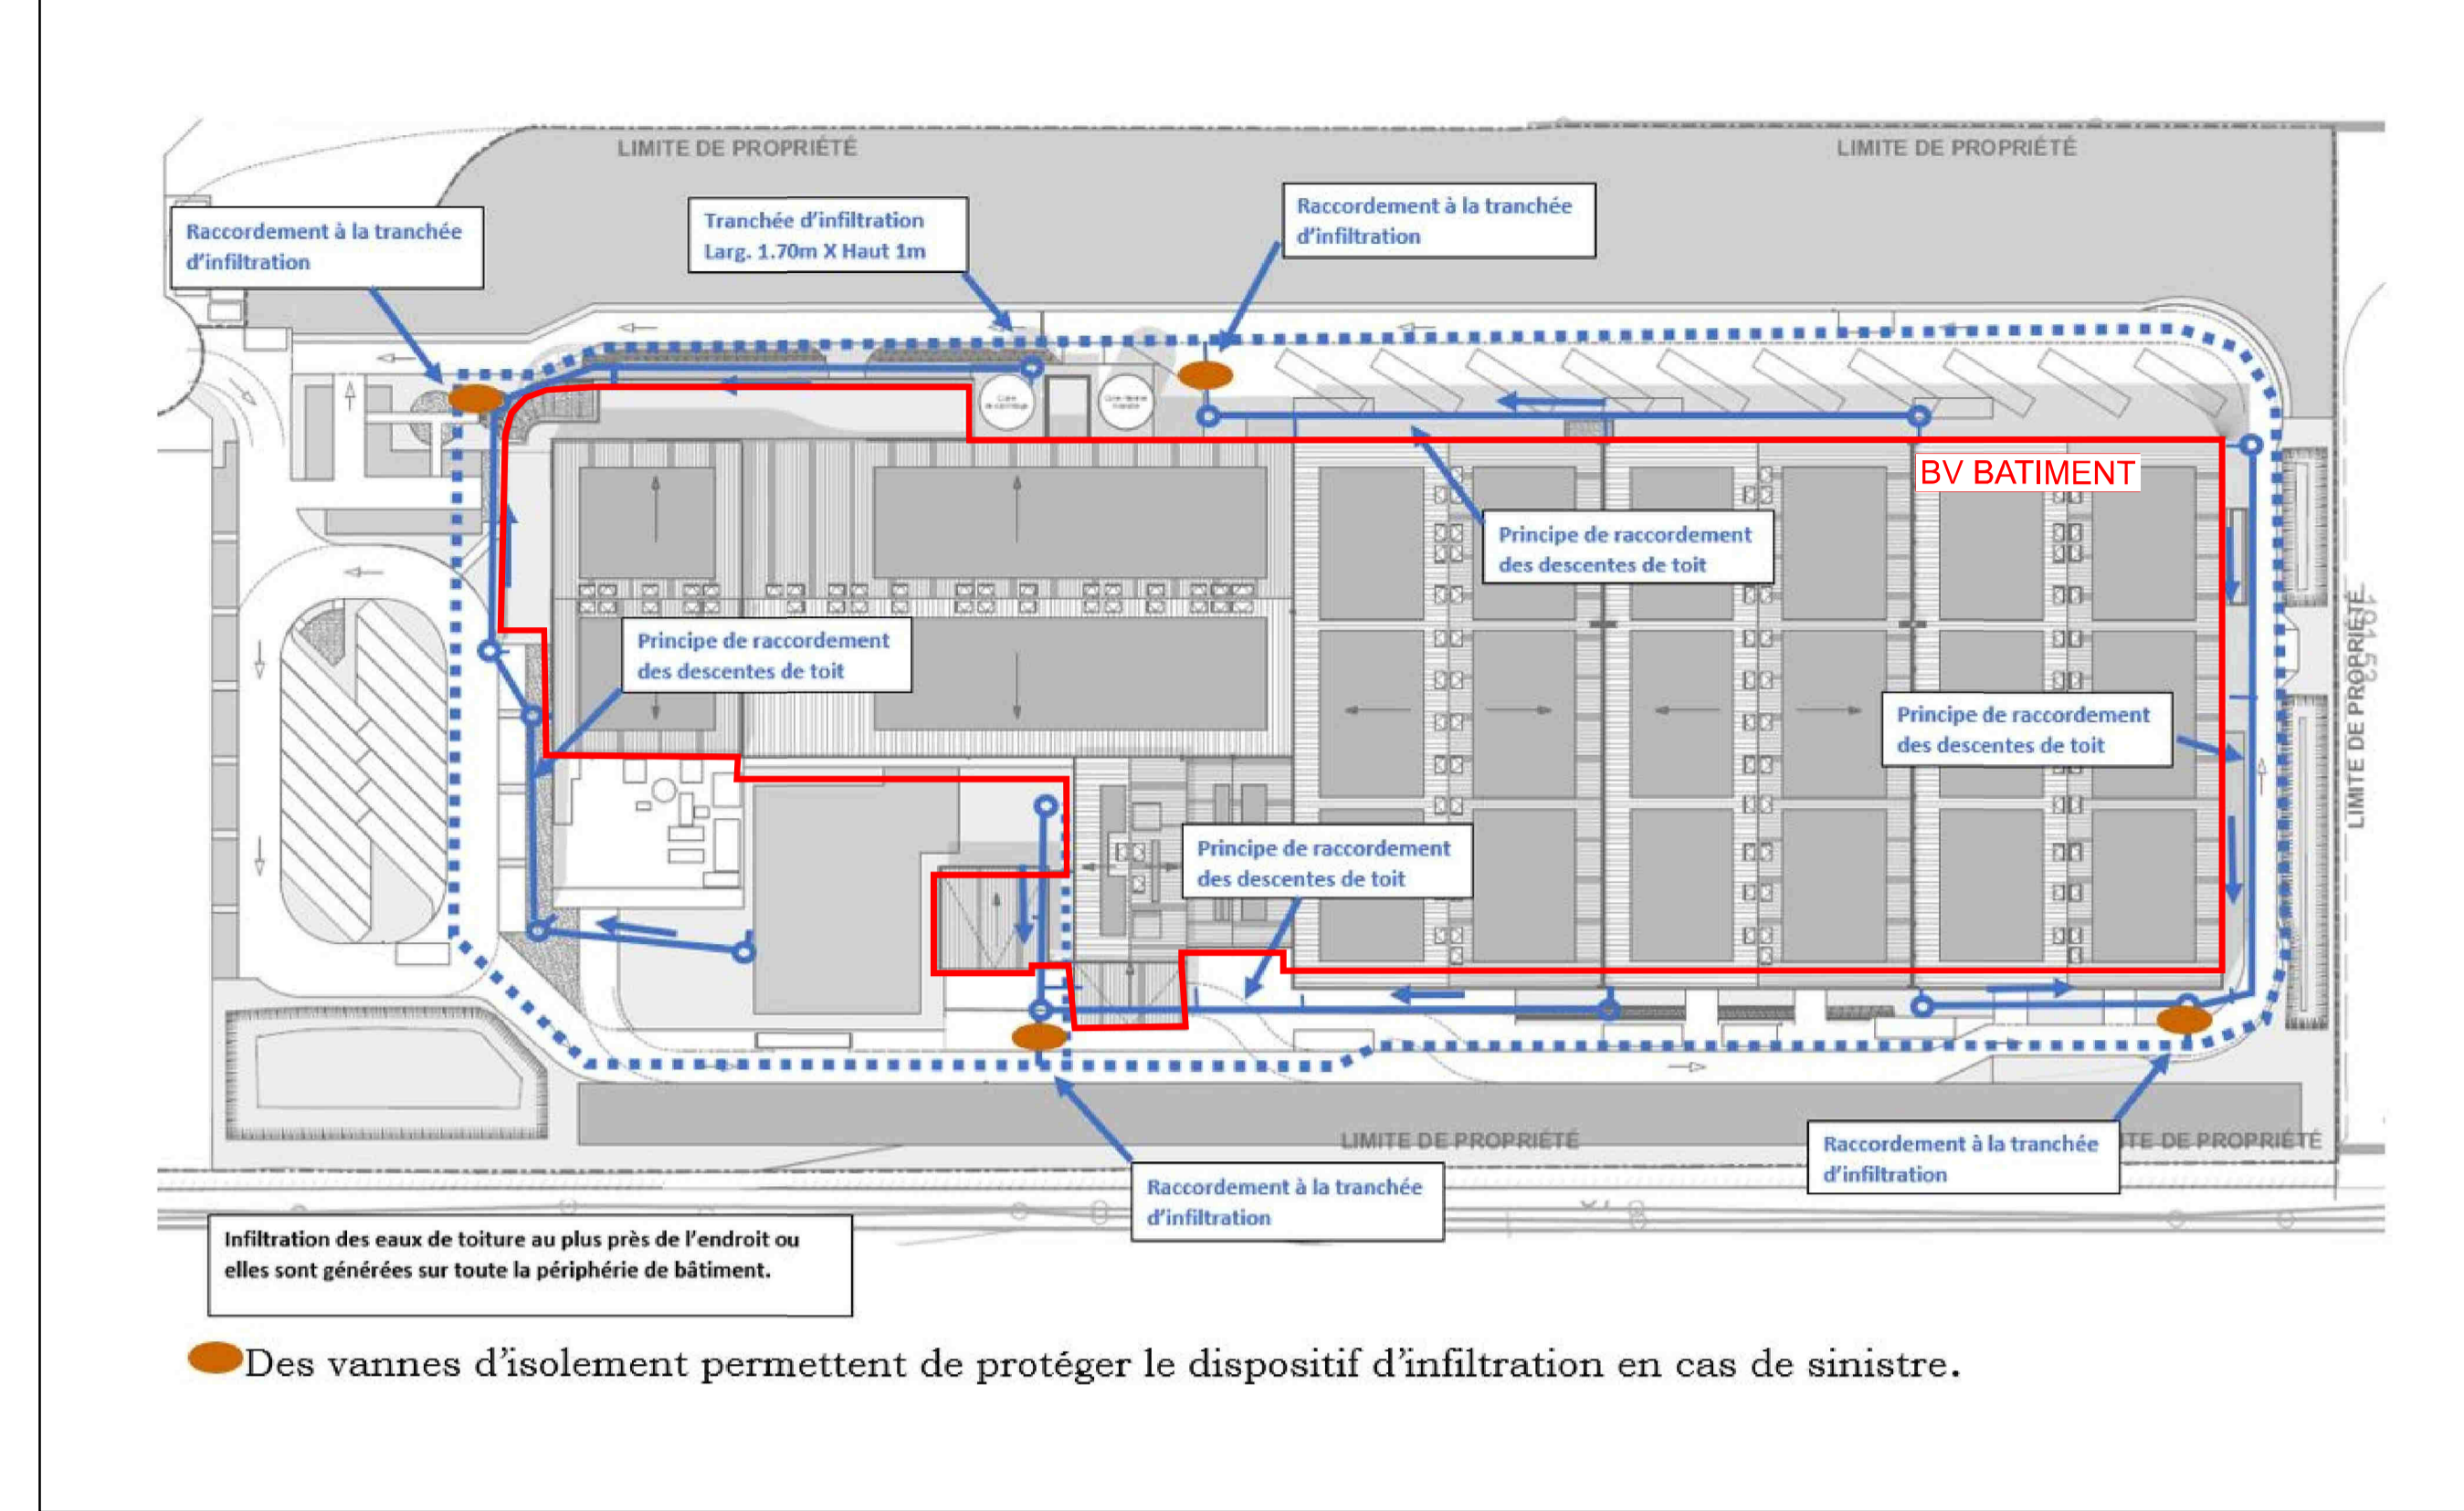 LIMITE DE PROPRIÉTÉ
LIMITE DE PROPRIÉTÉ
Raccordement à la tranchée
d'infiltration
Tranchée d'infiltration
Larg. 1.70m X Haut 1m
Raccordement à la tranchée
d'infiltration
BV BATIMENT
Principe de raccordement
des descentes de toit
Principe de raccordement
des descentes de toit
Principe de raccordement
des descentes de toit
LIMITE DE PROPRIÉTÉ
Principe de raccordement
des descentes de toit
LIMITE DE PROPRIÉTÉ
Raccordement à la tranchée
d'infiltration
TE DE PROPRIÉTÉ
Raccordement à la tranchée
d'infiltration
Infiltration des eaux de toiture au plus près de l'endroit ou
elles sont générées sur toute la périphérie de bâtiment.
Des vannes d'isolement permettent de protéger le dispositif d'infiltration en cas de sinistre.